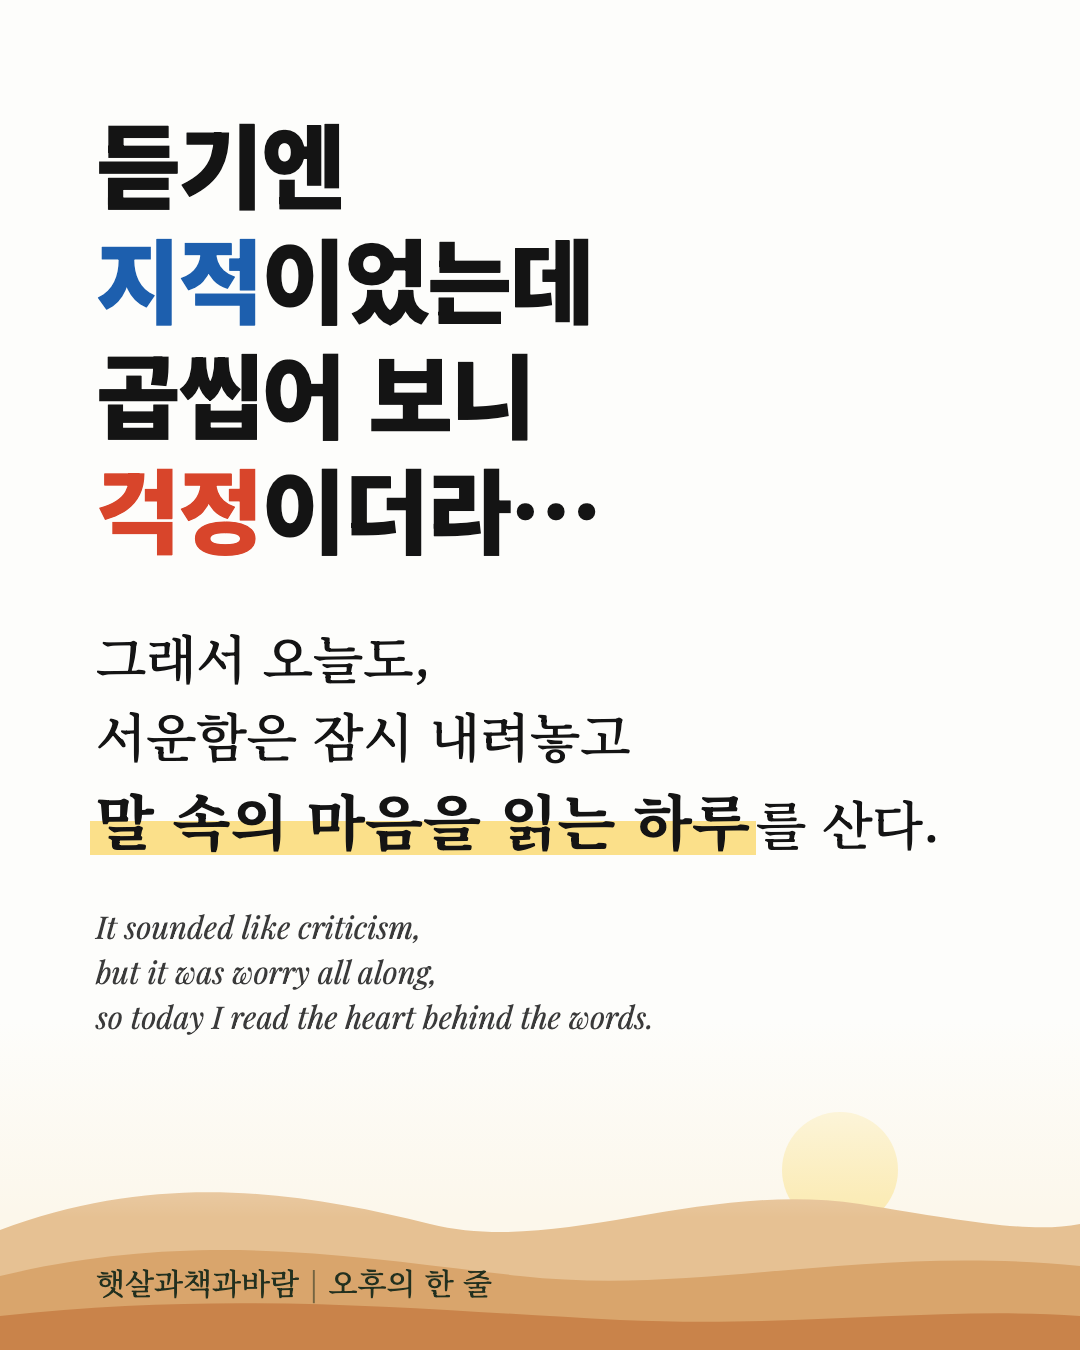 듣기엔
지적이었는데
곱씹어 보니
걱정이더라…
그래서 오늘도,
서운함은 잠시 내려놓고
말 속의 마음을 읽는 하루를 산다.
It sounded like criticism,
but it was worry all along,
so today I read the heart behind the words.
햇살과책과바람 | 오후의 한 줄